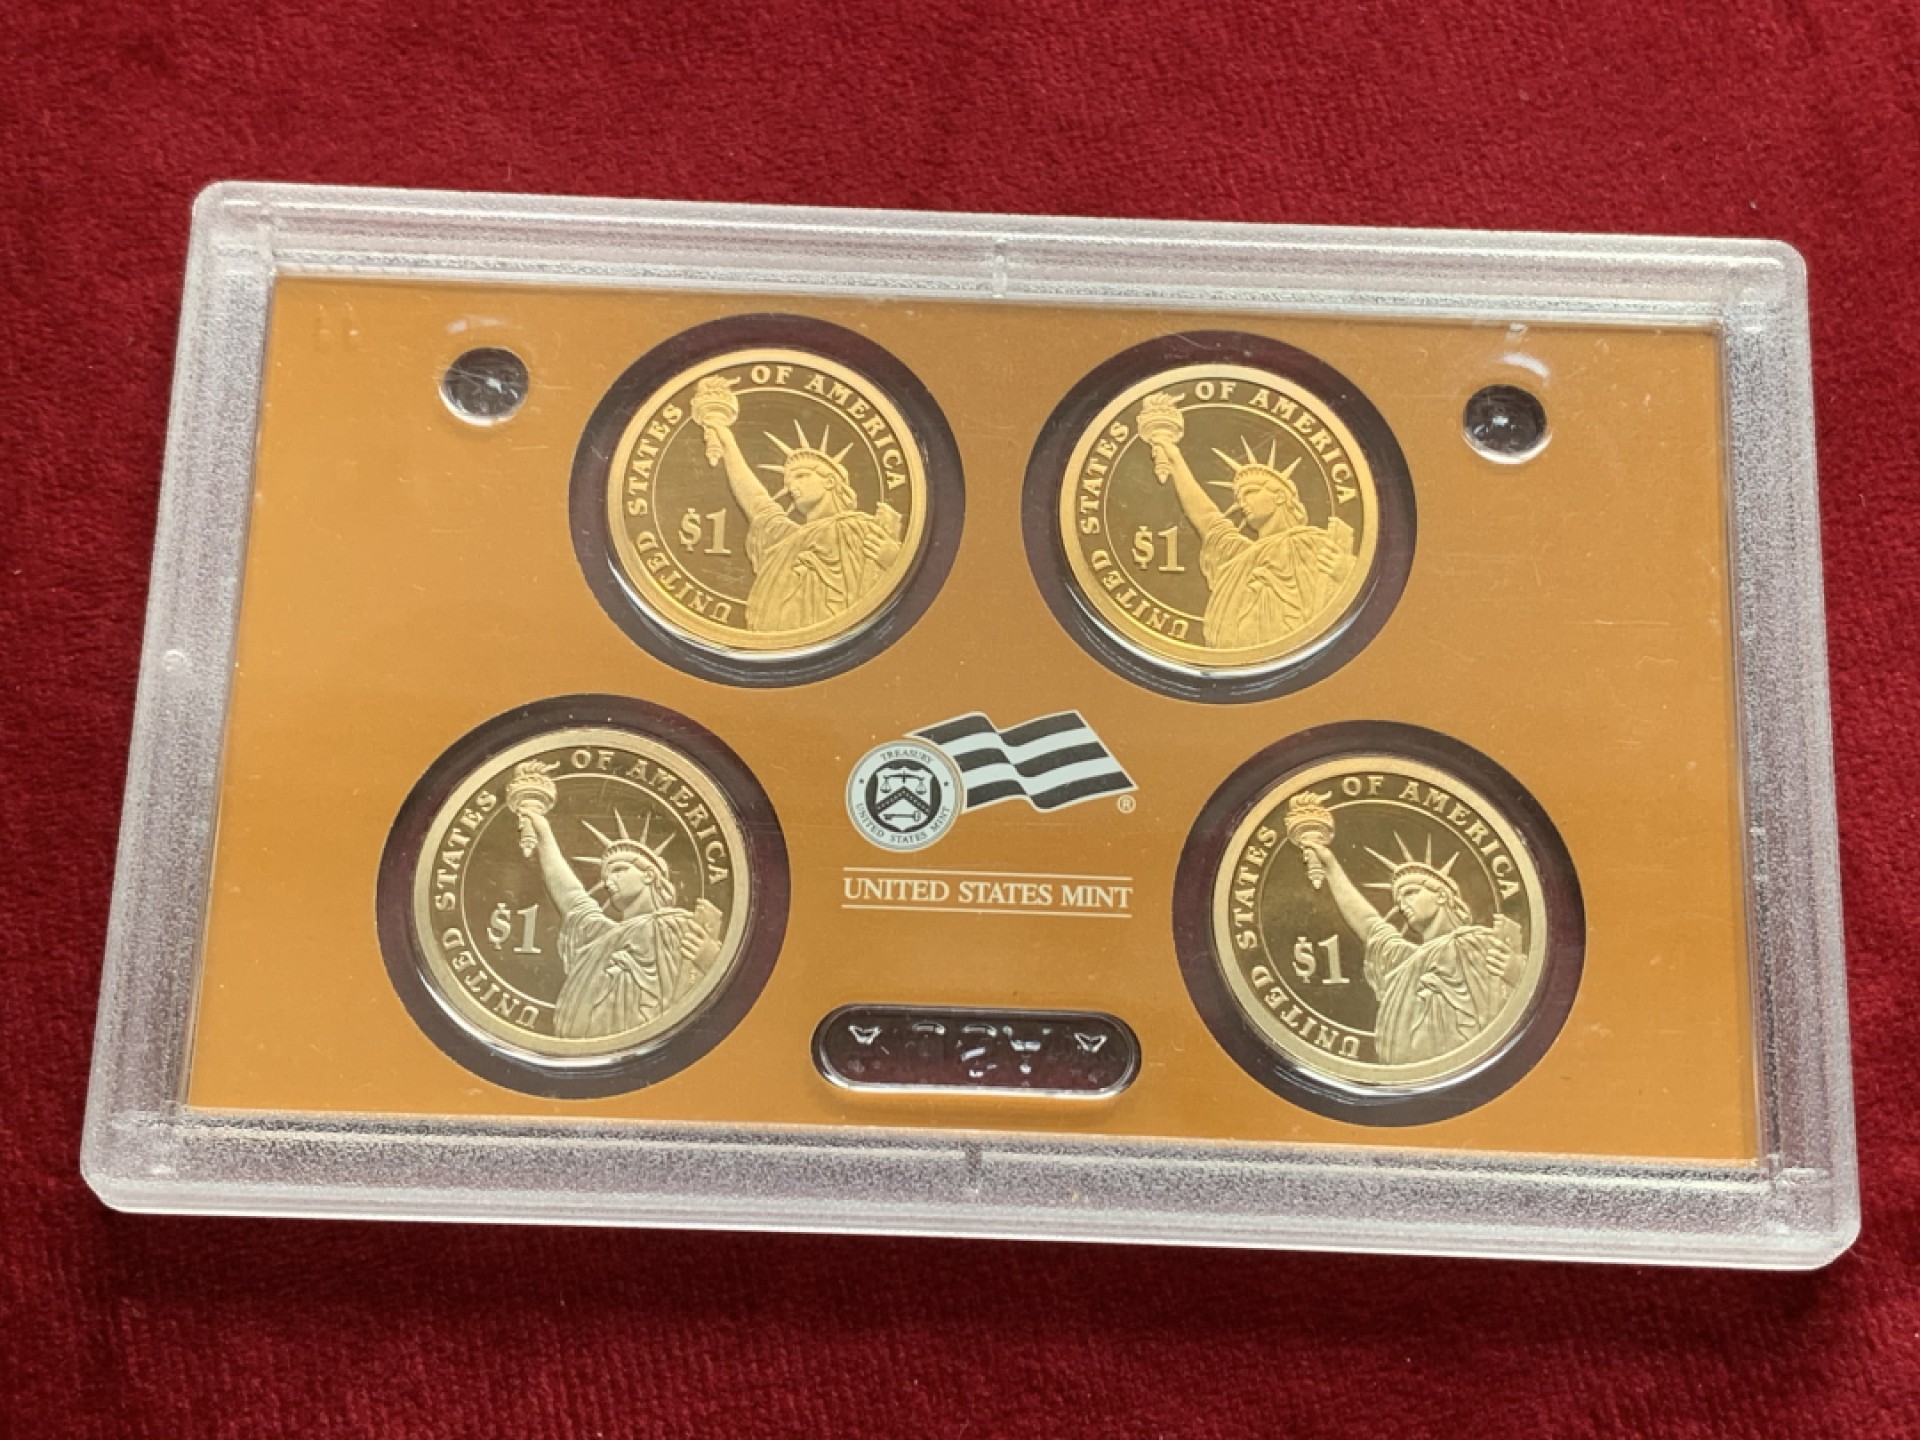 UNITED STATES OF AMERICA
$1
UNITED STATES OF AMERICA
$1
UNITED STATES OF AMERICA
$1
TREASURY
UNITED STATES MINT
®
UNITED STATES MINT
UNITED STATES OF AMERICA
$1